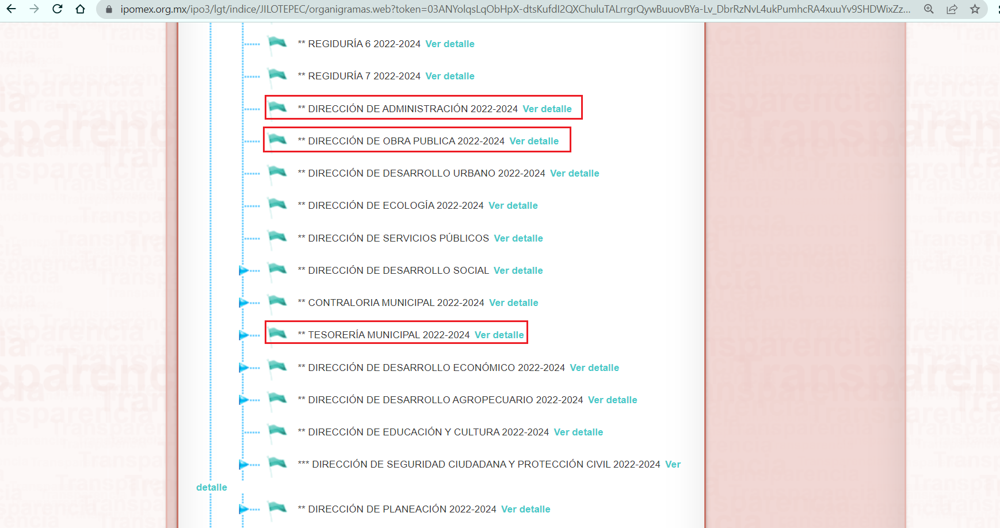 ipomex.org.mx/ipo3/lgt/indice/JILOTEPEC/organigramas.web?token=03ANYolqsLqObHpX-dtsKufdI2QXChuluTALrrgrQywBuuovBYa-Lv_DbrRzNvL4ukPumhcRA4xuuYv9SHDWixZz...
** REGIDURÍA 6 2022-2024 Ver detalle
** REGIDURÍA 7 2022-2024 Ver detalle
** DIRECCIÓN DE ADMINISTRACIÓN 2022-2024 Ver detalle
** DIRECCIÓN DE OBRA PUBLICA 2022-2024 Ver detalle
** DIRECCIÓN DE DESARROLLO URBANO 2022-2024 Ver detalle
** DIRECCIÓN DE ECOLOGÍA 2022-2024 Ver detalle
** DIRECCIÓN DE SERVICIOS PÚBLICOS Ver detalle
** DIRECCIÓN DE DESARROLLO SOCIAL Ver detalle
** CONTRALORIA MUNICIPAL 2022-2024 Ver detalle
** TESORERÍA MUNICIPAL 2022-2024 Ver detalle
** DIRECCIÓN DE DESARROLLO ECONÓMICO 2022-2024 Ver detalle
** DIRECCIÓN DE DESARROLLO AGROPECUARIO 2022-2024 Ver detalle
** DIRECCIÓN DE EDUCACIÓN Y CULTURA 2022-2024 Ver detalle
*** DIRECCIÓN DE SEGURIDAD CIUDADANA Y PROTECCIÓN CIVIL 2022-2024 Ver
detalle
** DIRECCIÓN DE PLANEACIÓN 2022-2024 Ver detalle